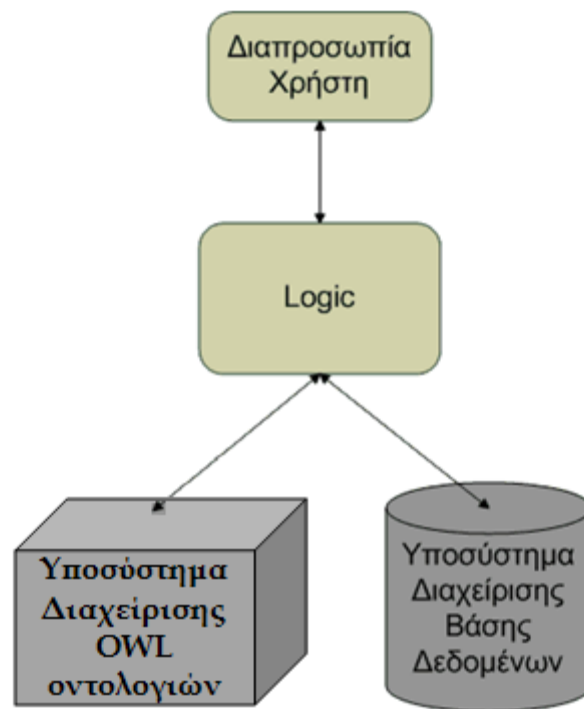 Διαπροσωπία
Χρήστη
Logic
Υποσύστημα
Διαχείρισης
OWL
οντολογιών
Υποσύστημα
Διαχείρισης
Βάσης
Δεδομένων